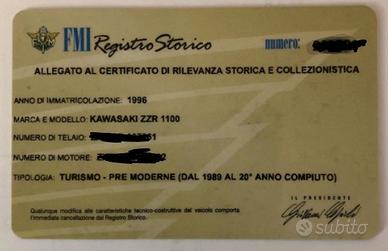 FMI Registro Storico numero:
ALLEGATO AL CERTIFICATO DI RILEVANZA STORICA E COLLEZIONISTICA
ANNO DI IMMATRICOLAZIONE: 1996
MARCA E MODELLO: KAWASAKI ZZR 1100
NUMERO DI TELAIO:
NUMERO DI MOTORE:
TIPOLOGIA: TURISMO - PRE MODERNE (DAL 1989 AL 20° ANNO COMPIUTO)
IL PRESIDENTE
Qualunque modifica alle caratteristiche tecnico-costruttive del veicolo comporta
l'immediata cancellazione dal Registro Storico.
subito